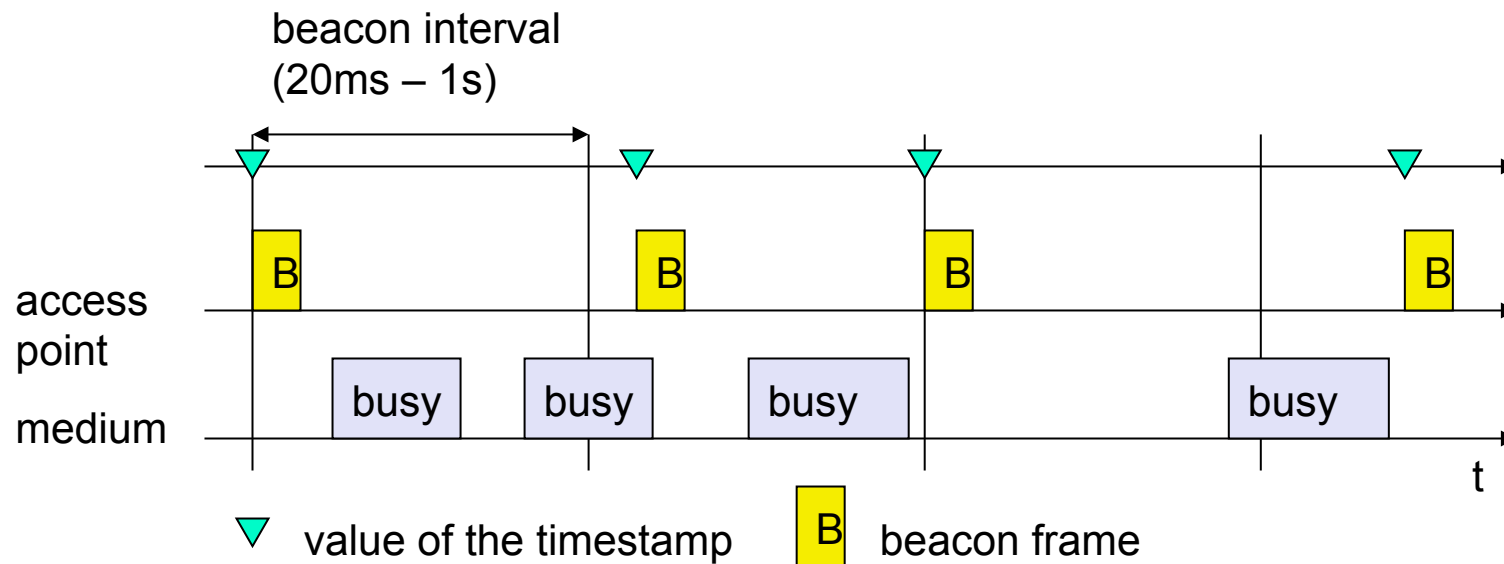 beacon interval
(20ms – 1s)
B B B B
access
point
busy busy busy busy
medium
t
value of the timestamp B beacon frame